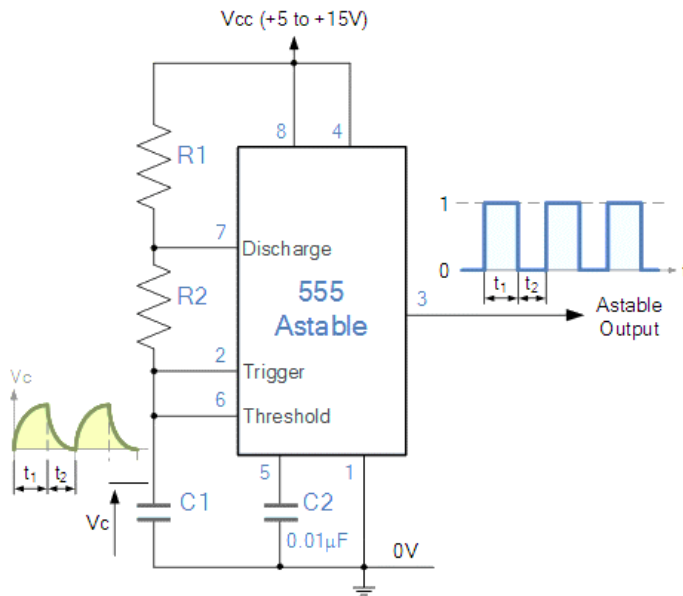 Vcc (+5 to +15V)
8
4
R1
7
Discharge
R2
555
Astable
3
1
0
t₁
t₂
t
Astable
Output
2
Trigger
6
Threshold
Vc
t₁
t₂
Vc
C1
5
1
C2
0.01µF
0V